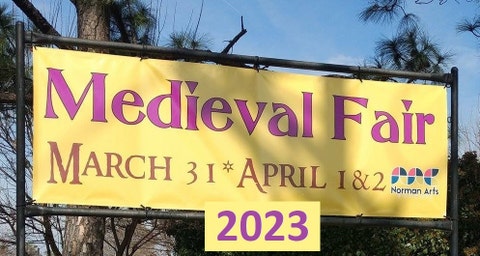 Medieval Fair
MARCH 31*APRIL 1&2
Norman Arts
2023